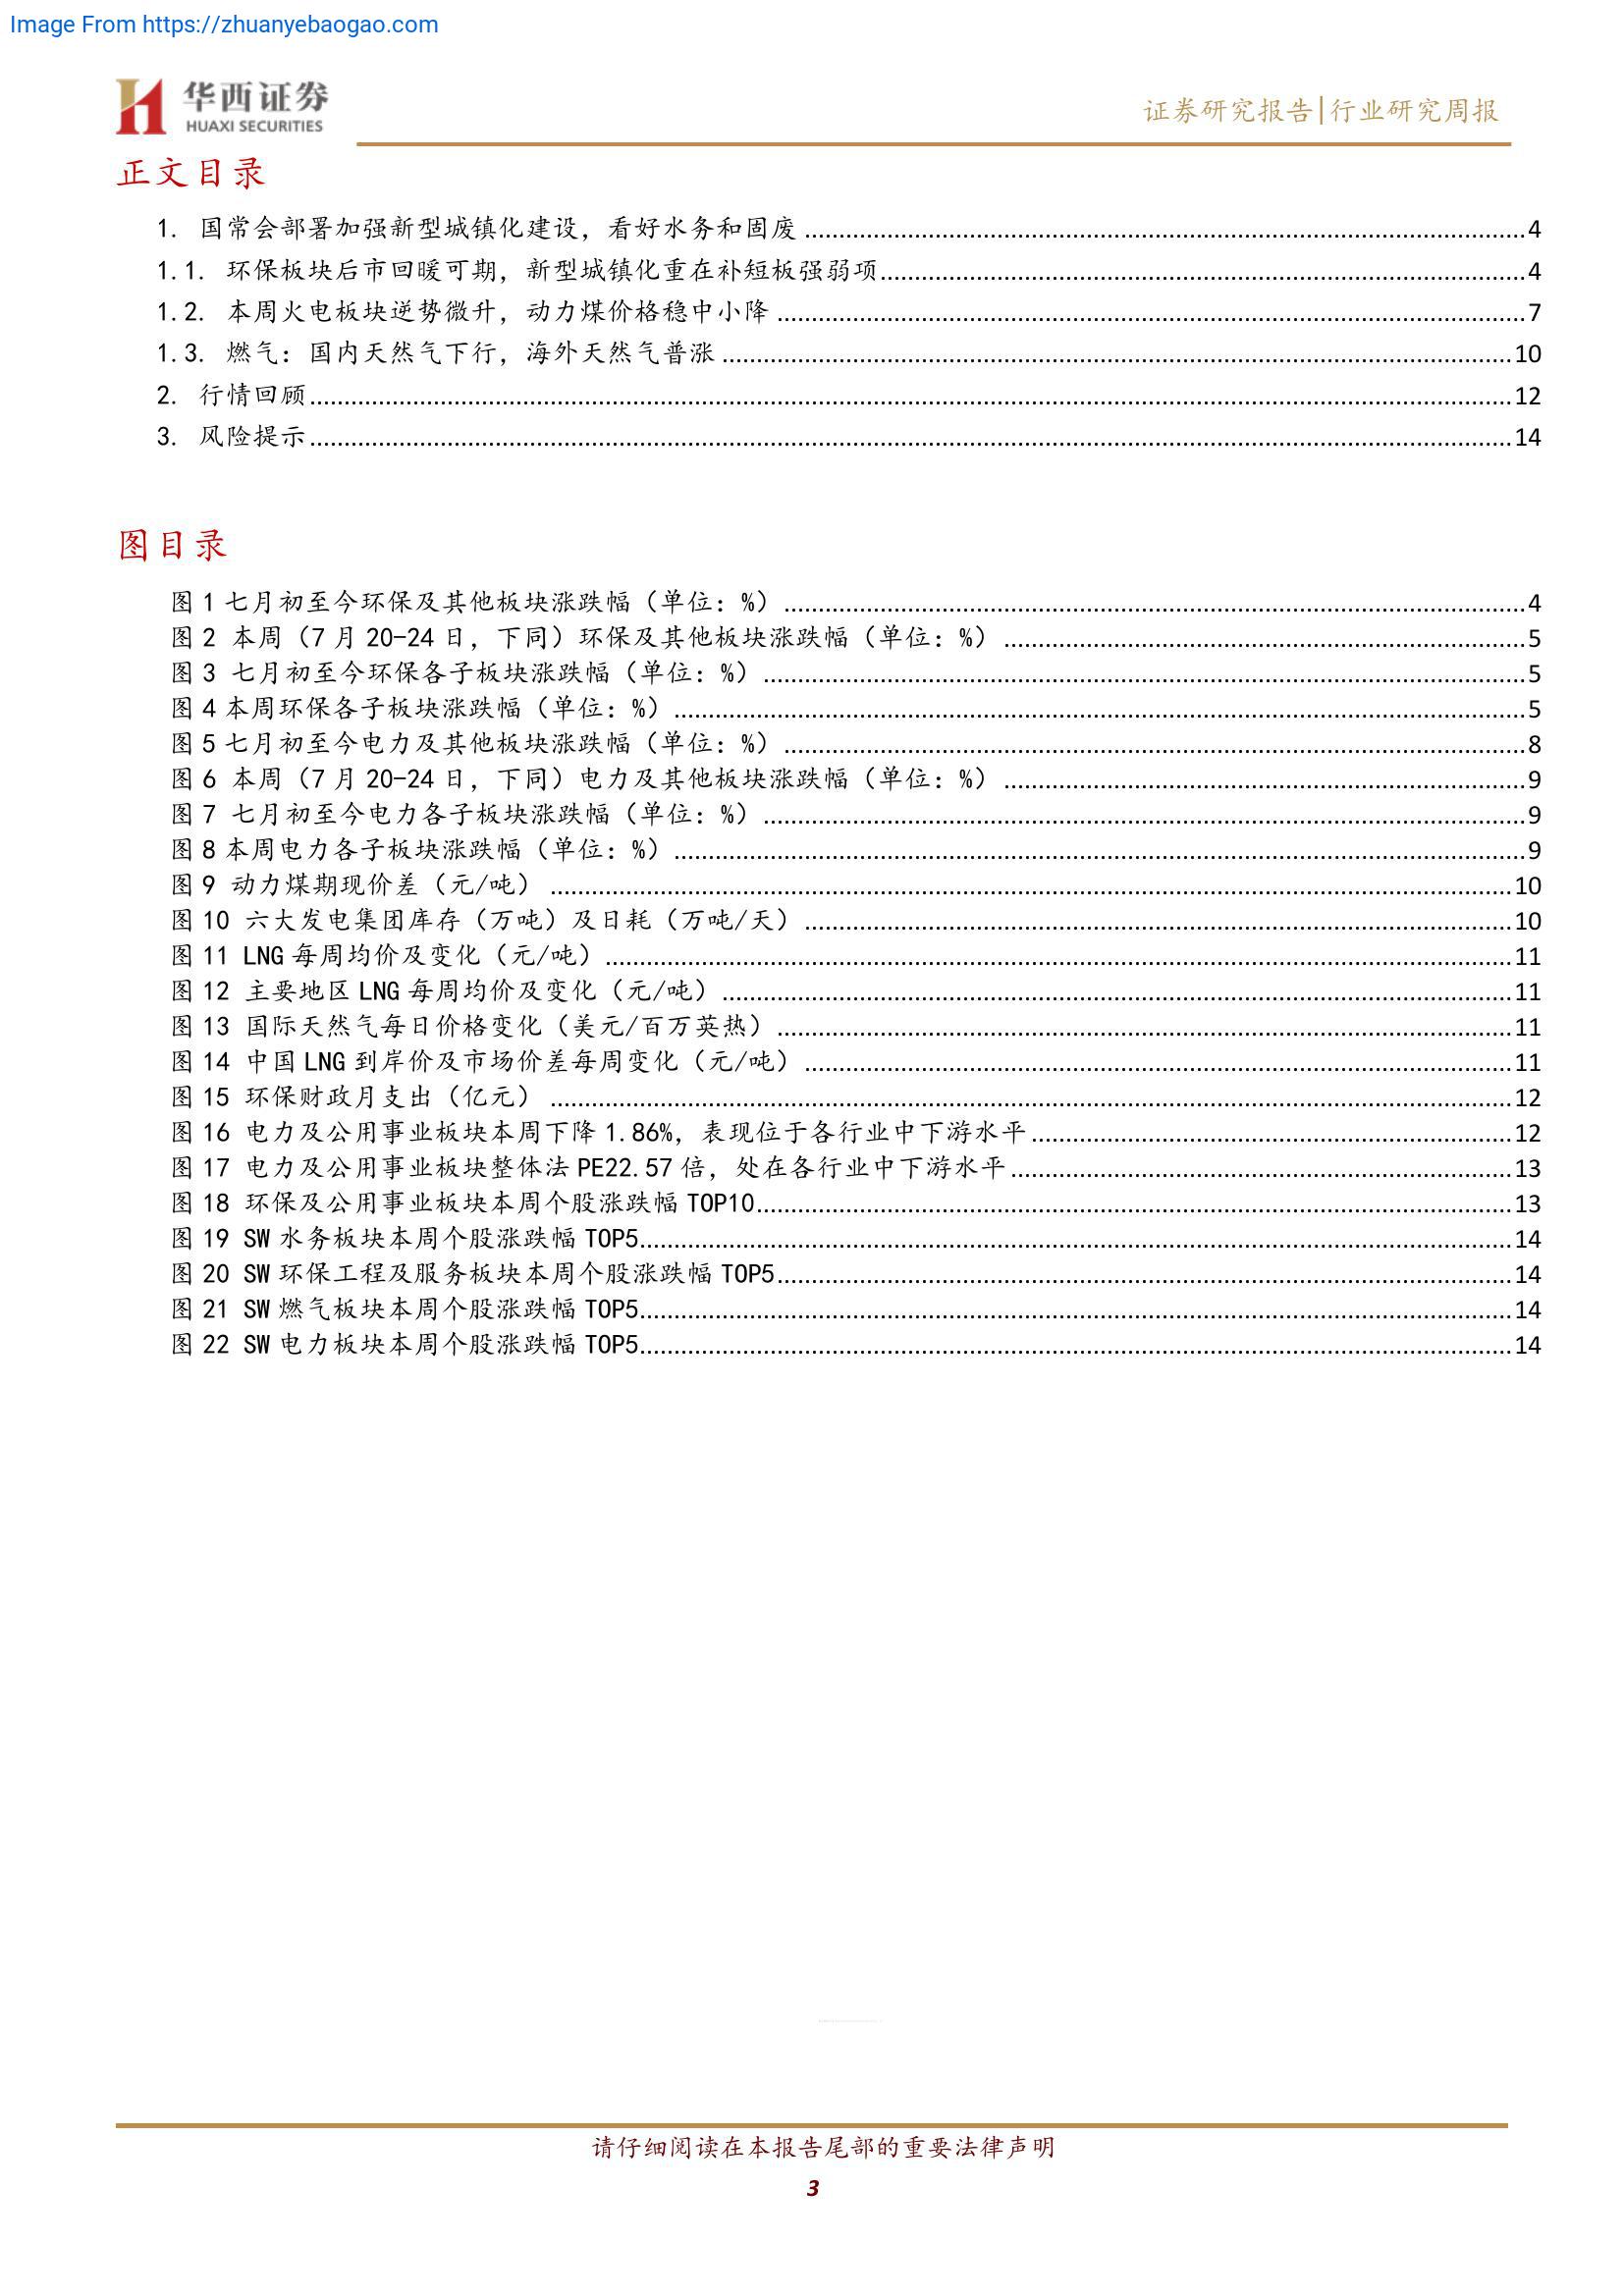 Image From https://zhuanyebaogao.com
华西证券
HUAXI SECURITIES
证券研究报告|行业研究周报
正文目录
1. 国常会部署加强新型城镇化建设，看好水务和固废 4
1.1. 环保板块后市回暖可期，新型城镇化重在补短板强弱项 4
1.2. 本周火电板块逆势微升，动力煤价格稳中小降 7
1.3. 燃气：国内天然气下行，海外天然气普涨 10
2. 行情回顾 12
3. 风险提示 14
图目录
图 1 七月初至今环保及其他板块涨跌幅（单位：%） 4
图 2 本周（7 月 20-24 日，下同）环保及其他板块涨跌幅（单位：%） 5
图 3 七月初至今环保各子板块涨跌幅（单位：%） 5
图 4 本周环保各子板块涨跌幅（单位：%） 5
图 5 七月初至今电力及其他板块涨跌幅（单位：%） 8
图 6 本周（7 月 20-24 日，下同）电力及其他板块涨跌幅（单位：%） 9
图 7 七月初至今电力各子板块涨跌幅（单位：%） 9
图 8 本周电力各子板块涨跌幅（单位：%） 9
图 9 动力煤期现价差（元/吨） 10
图 10 六大发电集团库存（万吨）及日耗（万吨/天） 10
图 11 LNG 每周均价及变化（元/吨） 11
图 12 主要地区 LNG 每周均价及变化（元/吨） 11
图 13 国际天然气每日价格变化（美元/百万英热） 11
图 14 中国 LNG 到岸价及市场价差每周变化（元/吨） 11
图 15 环保财政月支出（亿元） 12
图 16 电力及公用事业板块本周下降 1.86%，表现位于各行业中下游水平 12
图 17 电力及公用事业板块整体法 PE22.57 倍，处在各行业中下游水平 13
图 18 环保及公用事业板块本周个股涨跌幅 TOP10 13
图 19 SW 水务板块本周个股涨跌幅 TOP5 14
图 20 SW 环保工程及服务板块本周个股涨跌幅 TOP5 14
图 21 SW 燃气板块本周个股涨跌幅 TOP5 14
图 22 SW 电力板块本周个股涨跌幅 TOP5 14
请仔细阅读在本报告尾部的重要法律声明
3